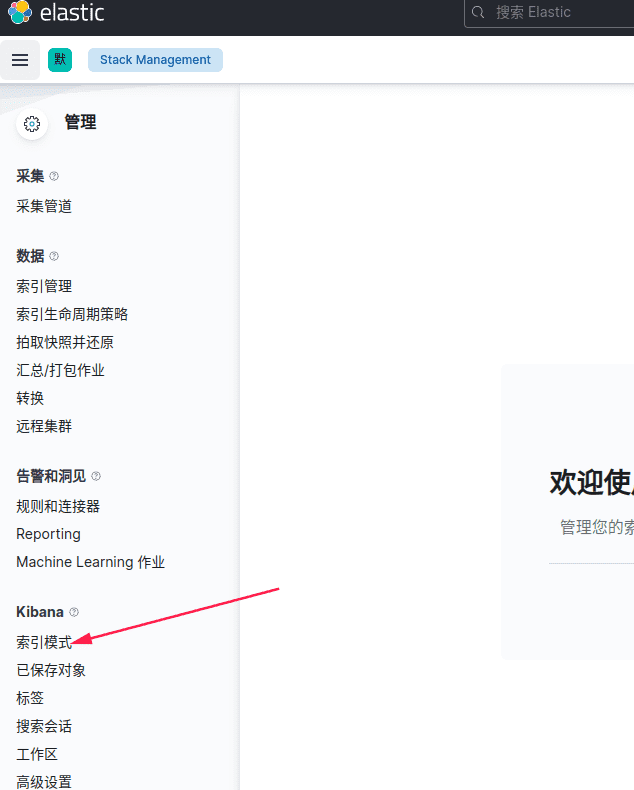 elastic
搜索 Elastic
默
Stack Management
管理
采集
采集管道
数据
索引管理
索引生命周期策略
拍取快照并还原
汇总/打包作业
转换
远程集群
告警和洞见
规则和连接器
Reporting
Machine Learning 作业
Kibana
索引模式
已保存对象
标签
搜索会话
工作区
高级设置
欢迎使
管理您的索